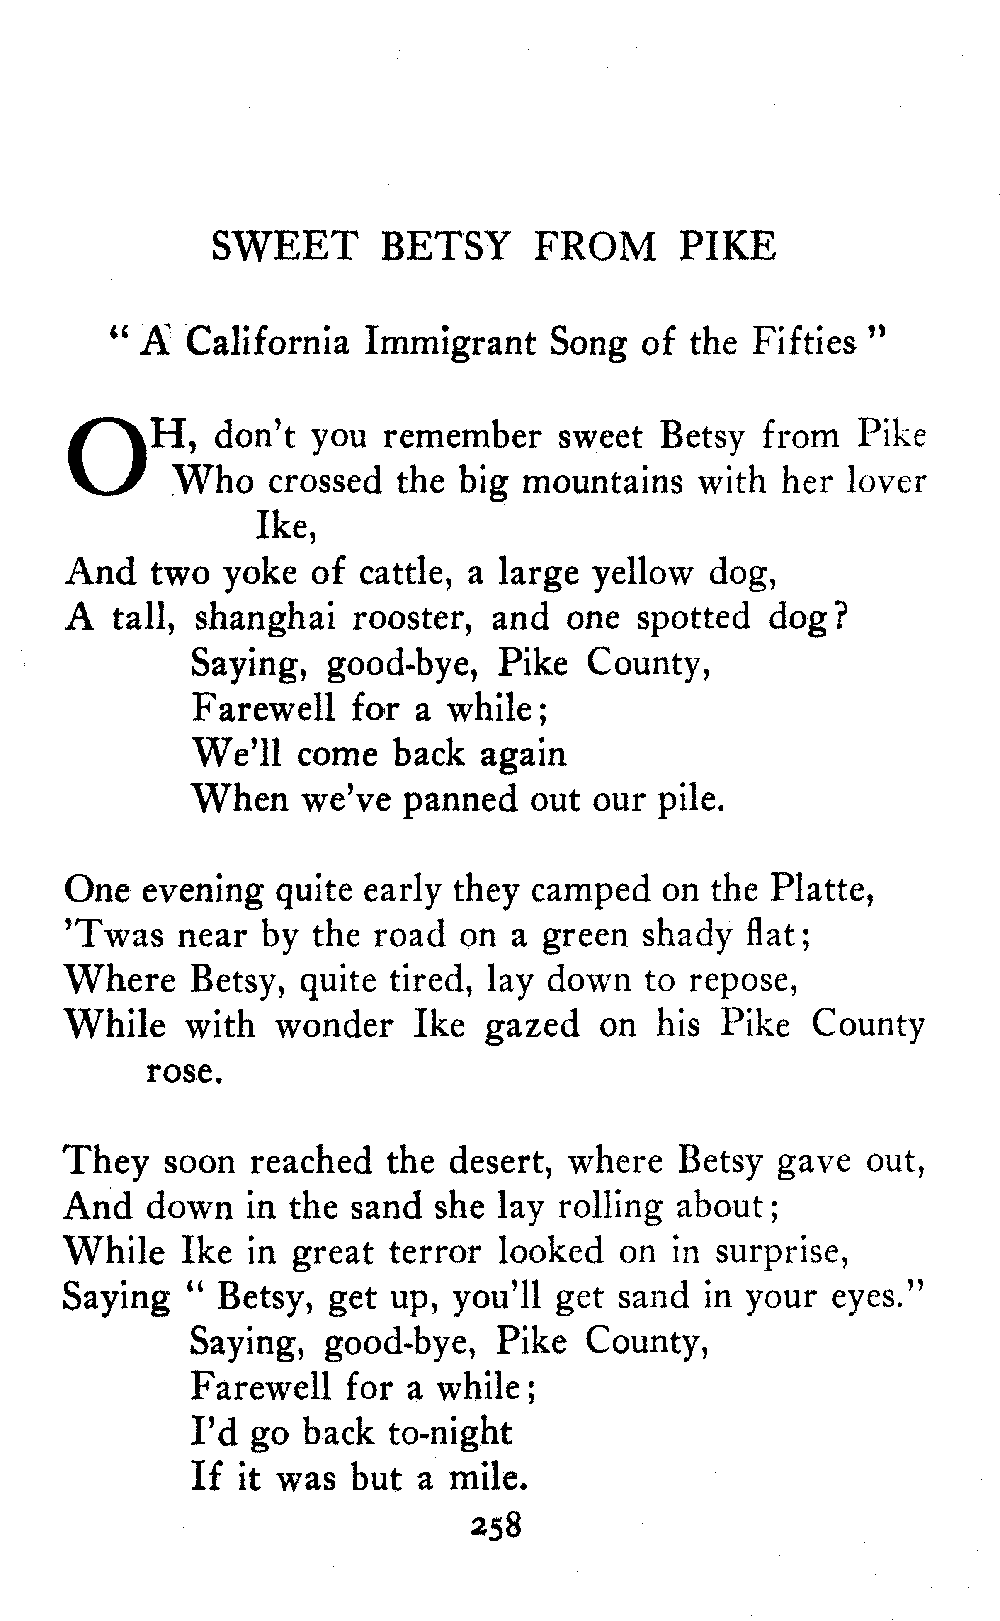 SWEET BETSY FROM PIKE
" A California Immigrant Song of the Fifties "
OH, don't you remember sweet Betsy from Pike
Who crossed the big mountains with her lover
Ike,
And two yoke of cattle, a large yellow dog,
A tall, shanghai rooster, and one spotted dog?
Saying, good-bye, Pike County,
Farewell for a while;
We'll come back again
When we've panned out our pile.
One evening quite early they camped on the Platte,
'Twas near by the road on a green shady flat;
Where Betsy, quite tired, lay down to repose,
While with wonder Ike gazed on his Pike County
rose.
They soon reached the desert, where Betsy gave out,
And down in the sand she lay rolling about;
While Ike in great terror looked on in surprise,
Saying " Betsy, get up, you'll get sand in your eyes."
Saying, good-bye, Pike County,
Farewell for a while;
I'd go back to-night
If it was but a mile.
258